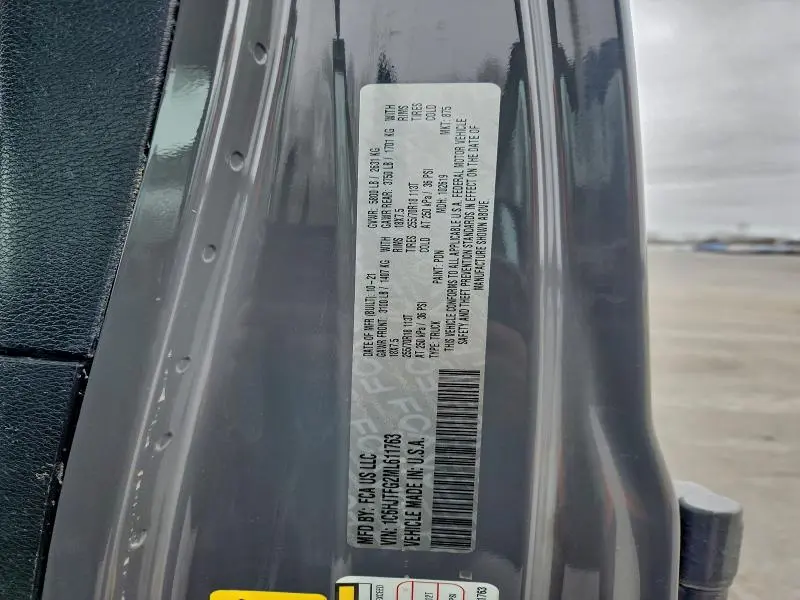 MFD BY: FCA US LLC
DATE OF MFR (BUILT): 10-21
GVWR: 5800 LB / 2631 KG
GAWR FRONT: 3100 LB / 1407 KG WITH
GAWR REAR: 3750 LB / 1701 KG WITH
18X7.5 RIMS
18X7.5 RIMS
255/70R18 113T TIRES
255/70R18 113T TIRES
AT 250 kPa / 36 PSI COLD
AT 250 kPa / 36 PSI COLD
VIN: 1C6HJTFG2ML611763
TYPE: TRUCK
PAINT: PDN
MDH: 102619
MKT: 875
VEHICLE MADE IN: U.S.A.
THIS VEHICLE CONFORMS TO ALL APPLICABLE U.S.A. FEDERAL MOTOR VEHICLE
SAFETY AND THEFT PREVENTION STANDARDS IN EFFECT ON THE DATE OF
MANUFACTURE SHOWN ABOVE